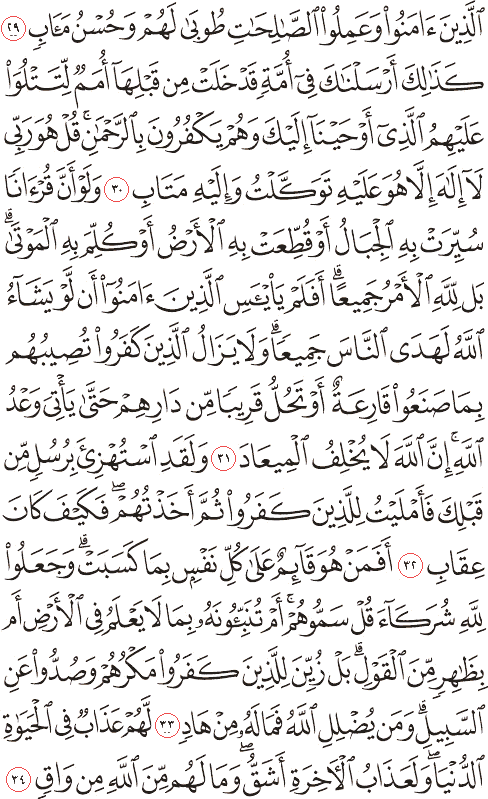 ٱلَّذِينَ ءَامَنُوا۟ وَعَمِلُوا۟ ٱلصَّٰلِحَٰتِ طُوبَىٰ لَهُمْ وَحُسْنُ مَـَٔابٍ ٢٩
كَذَٰلِكَ أَرْسَلْنَٰكَ فِىٓ أُمَّةٍ قَدْ خَلَتْ مِن قَبْلِهَآ أُمَمٌ لِّتَتْلُوَا۟
عَلَيْهِمُ ٱلَّذِىٓ أَوْحَيْنَآ إِلَيْكَ وَهُمْ يَكْفُرُونَ بِٱلرَّحْمَٰنِ ۚ قُلْ هُوَ رَبِّى
لَآ إِلَٰهَ إِلَّا هُوَ عَلَيْهِ تَوَكَّلْتُ وَإِلَيْهِ مَتَابِ ٣٠ وَلَوْ أَنَّ قُرْءَانًا
سُيِّرَتْ بِهِ ٱلْجِبَالُ أَوْ قُطِّعَتْ بِهِ ٱلْأَرْضُ أَوْ كُلِّمَ بِهِ ٱلْمَوْتَىٰ ۗ
بَل لِّلَّهِ ٱلْأَمْرُ جَمِيعًا ۗ أَفَلَمْ يَا۟يْـَٔسِ ٱلَّذِينَ ءَامَنُوٓا۟ أَن لَّوْ يَشَآءُ
ٱللَّهُ لَهَدَى ٱلنَّاسَ جَمِيعًا ۗ وَلَا يَزَالُ ٱلَّذِينَ كَفَرُوا۟ تُصِيبُهُم
بِمَا صَنَعُوا۟ قَارِعَةٌ أَوْ تَحُلُّ قَرِيبًا مِّن دَارِهِمْ حَتَّىٰ يَأْتِىَ وَعْدُ
ٱللَّهِ ۚ إِنَّ ٱللَّهَ لَا يُخْلِفُ ٱلْمِيعَادَ ٣١ وَلَقَدِ ٱسْتُهْزِئَ بِرُسُلٍ مِّن
قَبْلِكَ فَأَمْلَيْتُ لِلَّذِينَ كَفَرُوا۟ ثُمَّ أَخَذْتُهُمْ ۖ فَكَيْفَ كَانَ
عِقَابِ ٣٢ أَفَمَنْ هُوَ قَآئِمٌ عَلَىٰ كُلِّ نَفْسٍۭ بِمَا كَسَبَتْ ۗ وَجَعَلُوا۟
لِلَّهِ شُرَكَآءَ قُلْ سَمُّوهُمْ ۚ أَمْ تُنَبِّـُٔونَهُۥ بِمَا لَا يَعْلَمُ فِى ٱلْأَرْضِ أَم
بِظَٰهِرٍ مِّنَ ٱلْقَوْلِ ۗ بَلْ زُيِّنَ لِلَّذِينَ كَفَرُوا۟ مَكْرُهُمْ وَصُدُّوا۟ عَنِ
ٱلسَّبِيلِ ۗ وَمَن يُضْلِلِ ٱللَّهُ فَمَا لَهُۥ مِنْ هَادٍ ٣٣ لَّهُمْ عَذَابٌ فِى ٱلْحَيَوٰةِ
ٱلدُّنْيَا ۖ وَلَعَذَابُ ٱلْـَٔاخِرَةِ أَشَقُّ ۖ وَمَا لَهُم مِّنَ ٱللَّهِ مِن وَاقٍ ٣٤